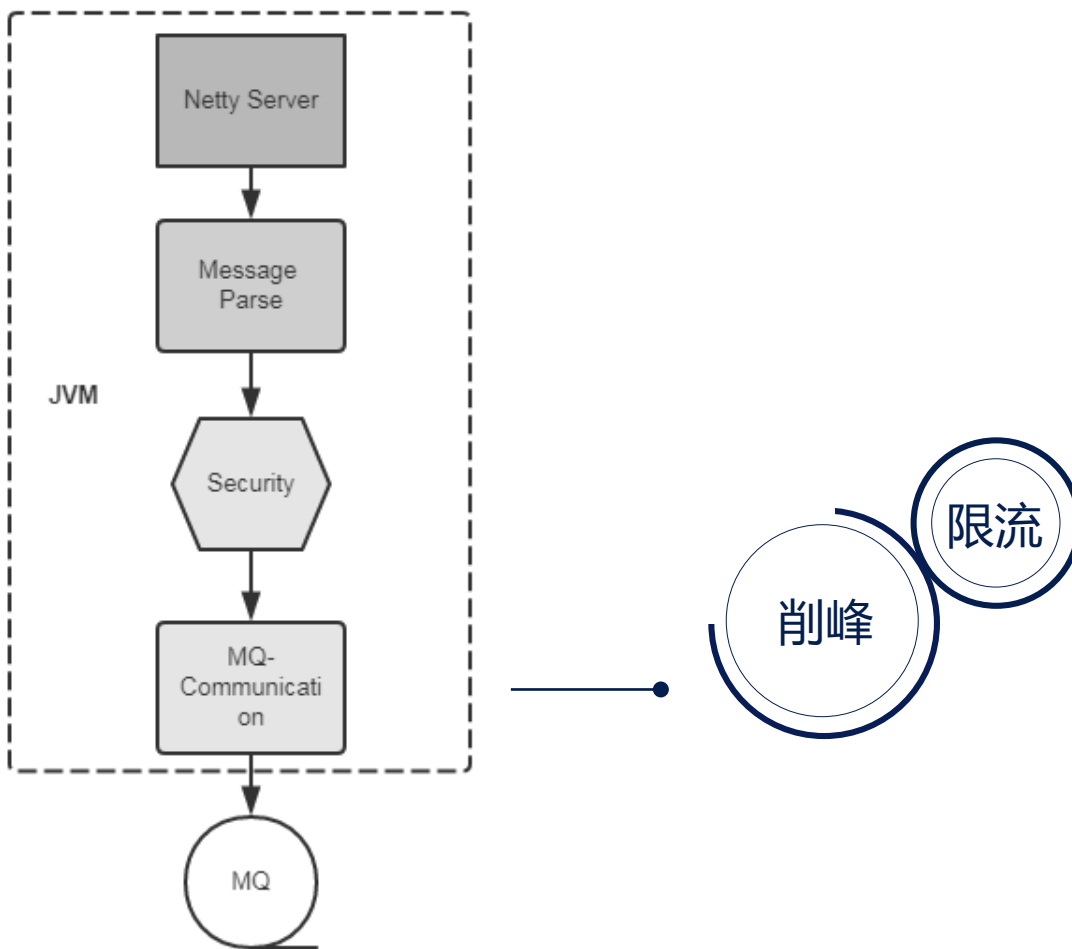 Netty Server
Message
Parse
JVM
Security
MQ-
Communicati
on
MQ
限流
削峰